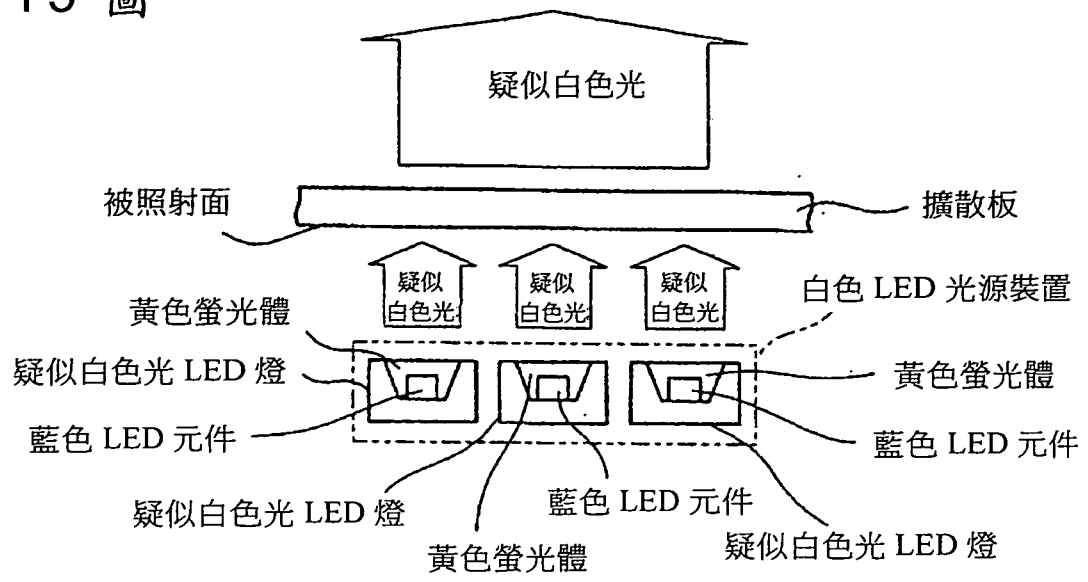 15 圖
疑似白色光
被照射面
擴散板
疑似
白色光
疑似
白色光
疑似
白色光
白色 LED 光源裝置
黃色螢光體
疑似白色光 LED 燈
黃色螢光體
藍色 LED 元件
藍色 LED 元件
疑似白色光 LED 燈
藍色 LED 元件
黃色螢光體
疑似白色光 LED 燈